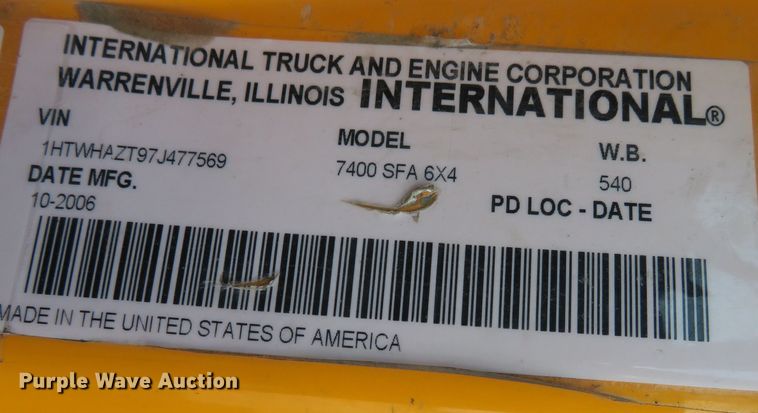 INTERNATIONAL TRUCK AND ENGINE CORPORATION
WARRENVILLE, ILLINOIS INTERNATIONAL®
VIN MODEL W.B.
1HTWHAZT97J477569 7400 SFA 6X4 540
DATE MFG. PD LOC - DATE
10-2006
MADE IN THE UNITED STATES OF AMERICA
Purple Wave Auction